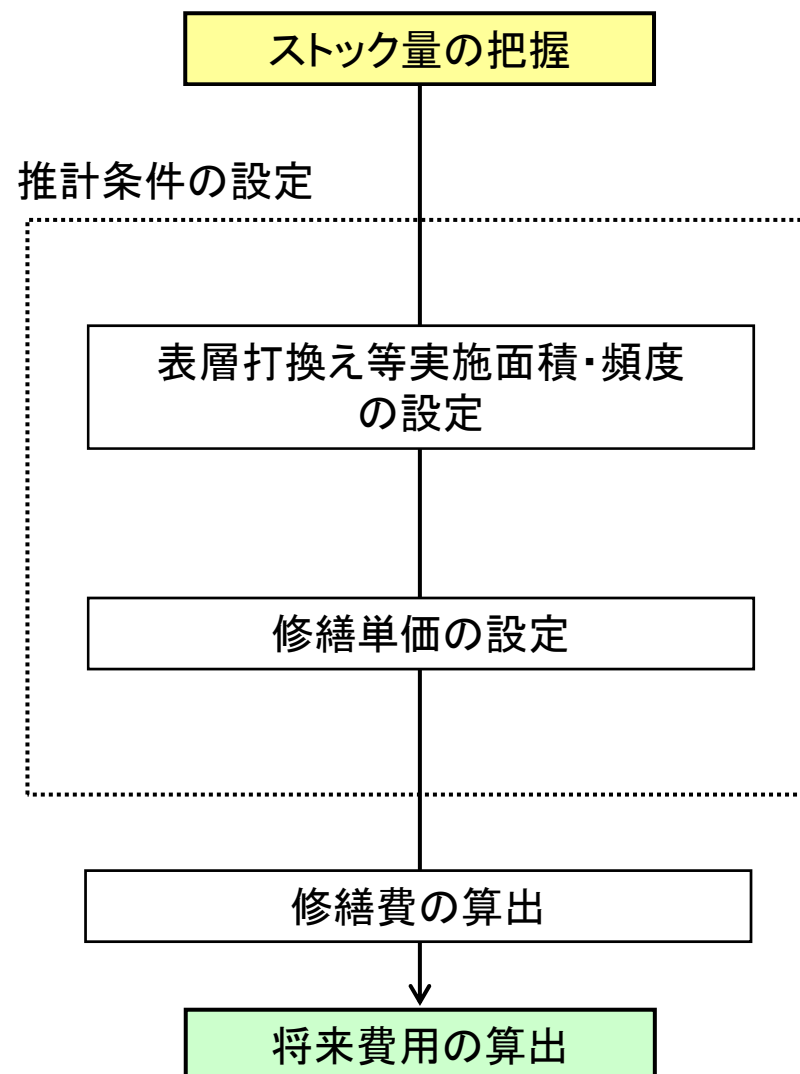 ストック量の把握
推計条件の設定
表層打換え等実施面積・頻度
の設定
修繕単価の設定
修繕費の算出
将来費用の算出